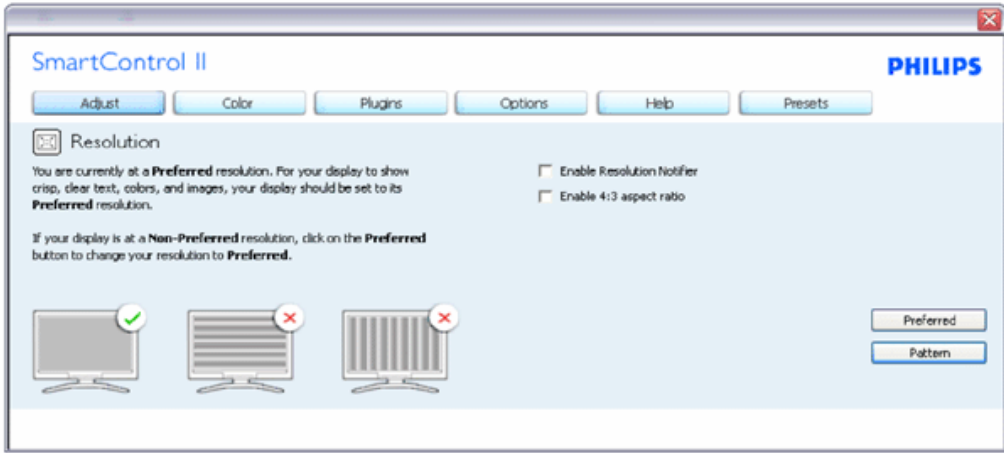 SmartControl II
PHILIPS
Adjust
Color
Plugins
Options
Help
Presets
Resolution
You are currently at a Preferred resolution. For your display to show
crisp, clear text, colors, and images, your display should be set to its
Preferred resolution.
If your display is at a Non-Preferred resolution, click on the Preferred
button to change your resolution to Preferred.
Enable Resolution Notifier
Enable 4:3 aspect ratio
Preferred
Pattern